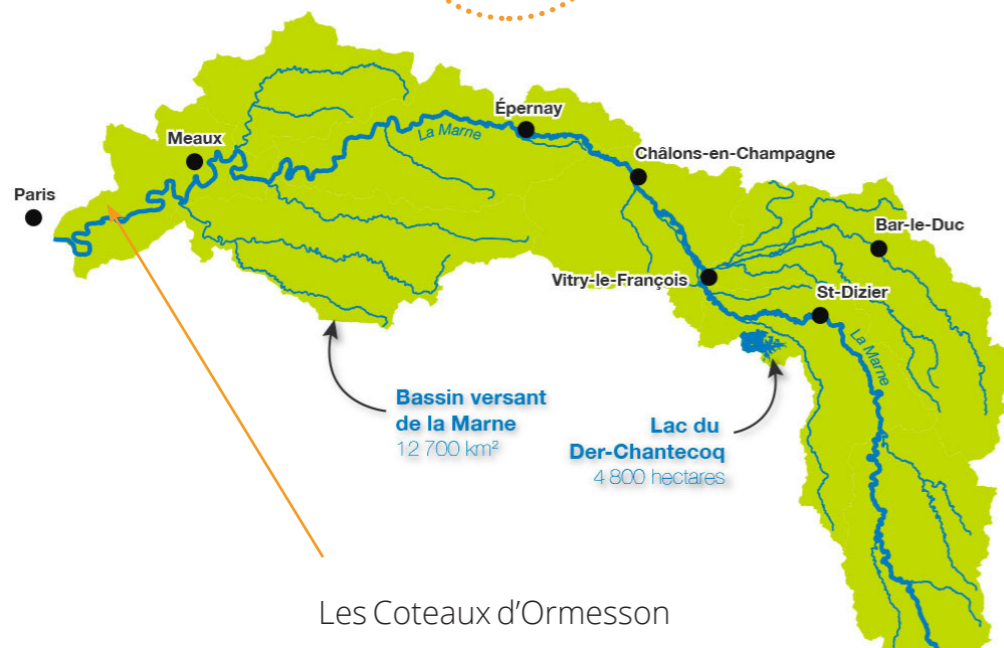 Épernay
La Marne
Meaux
Châlons-en-Champagne
Paris
Bar-le-Duc
Vitry-le-François
St-Dizier
La Marne
Bassin versant
de la Marne
12 700 km²
Lac du
Der-Chantecoq
4 800 hectares
Les Coteaux d’Ormesson